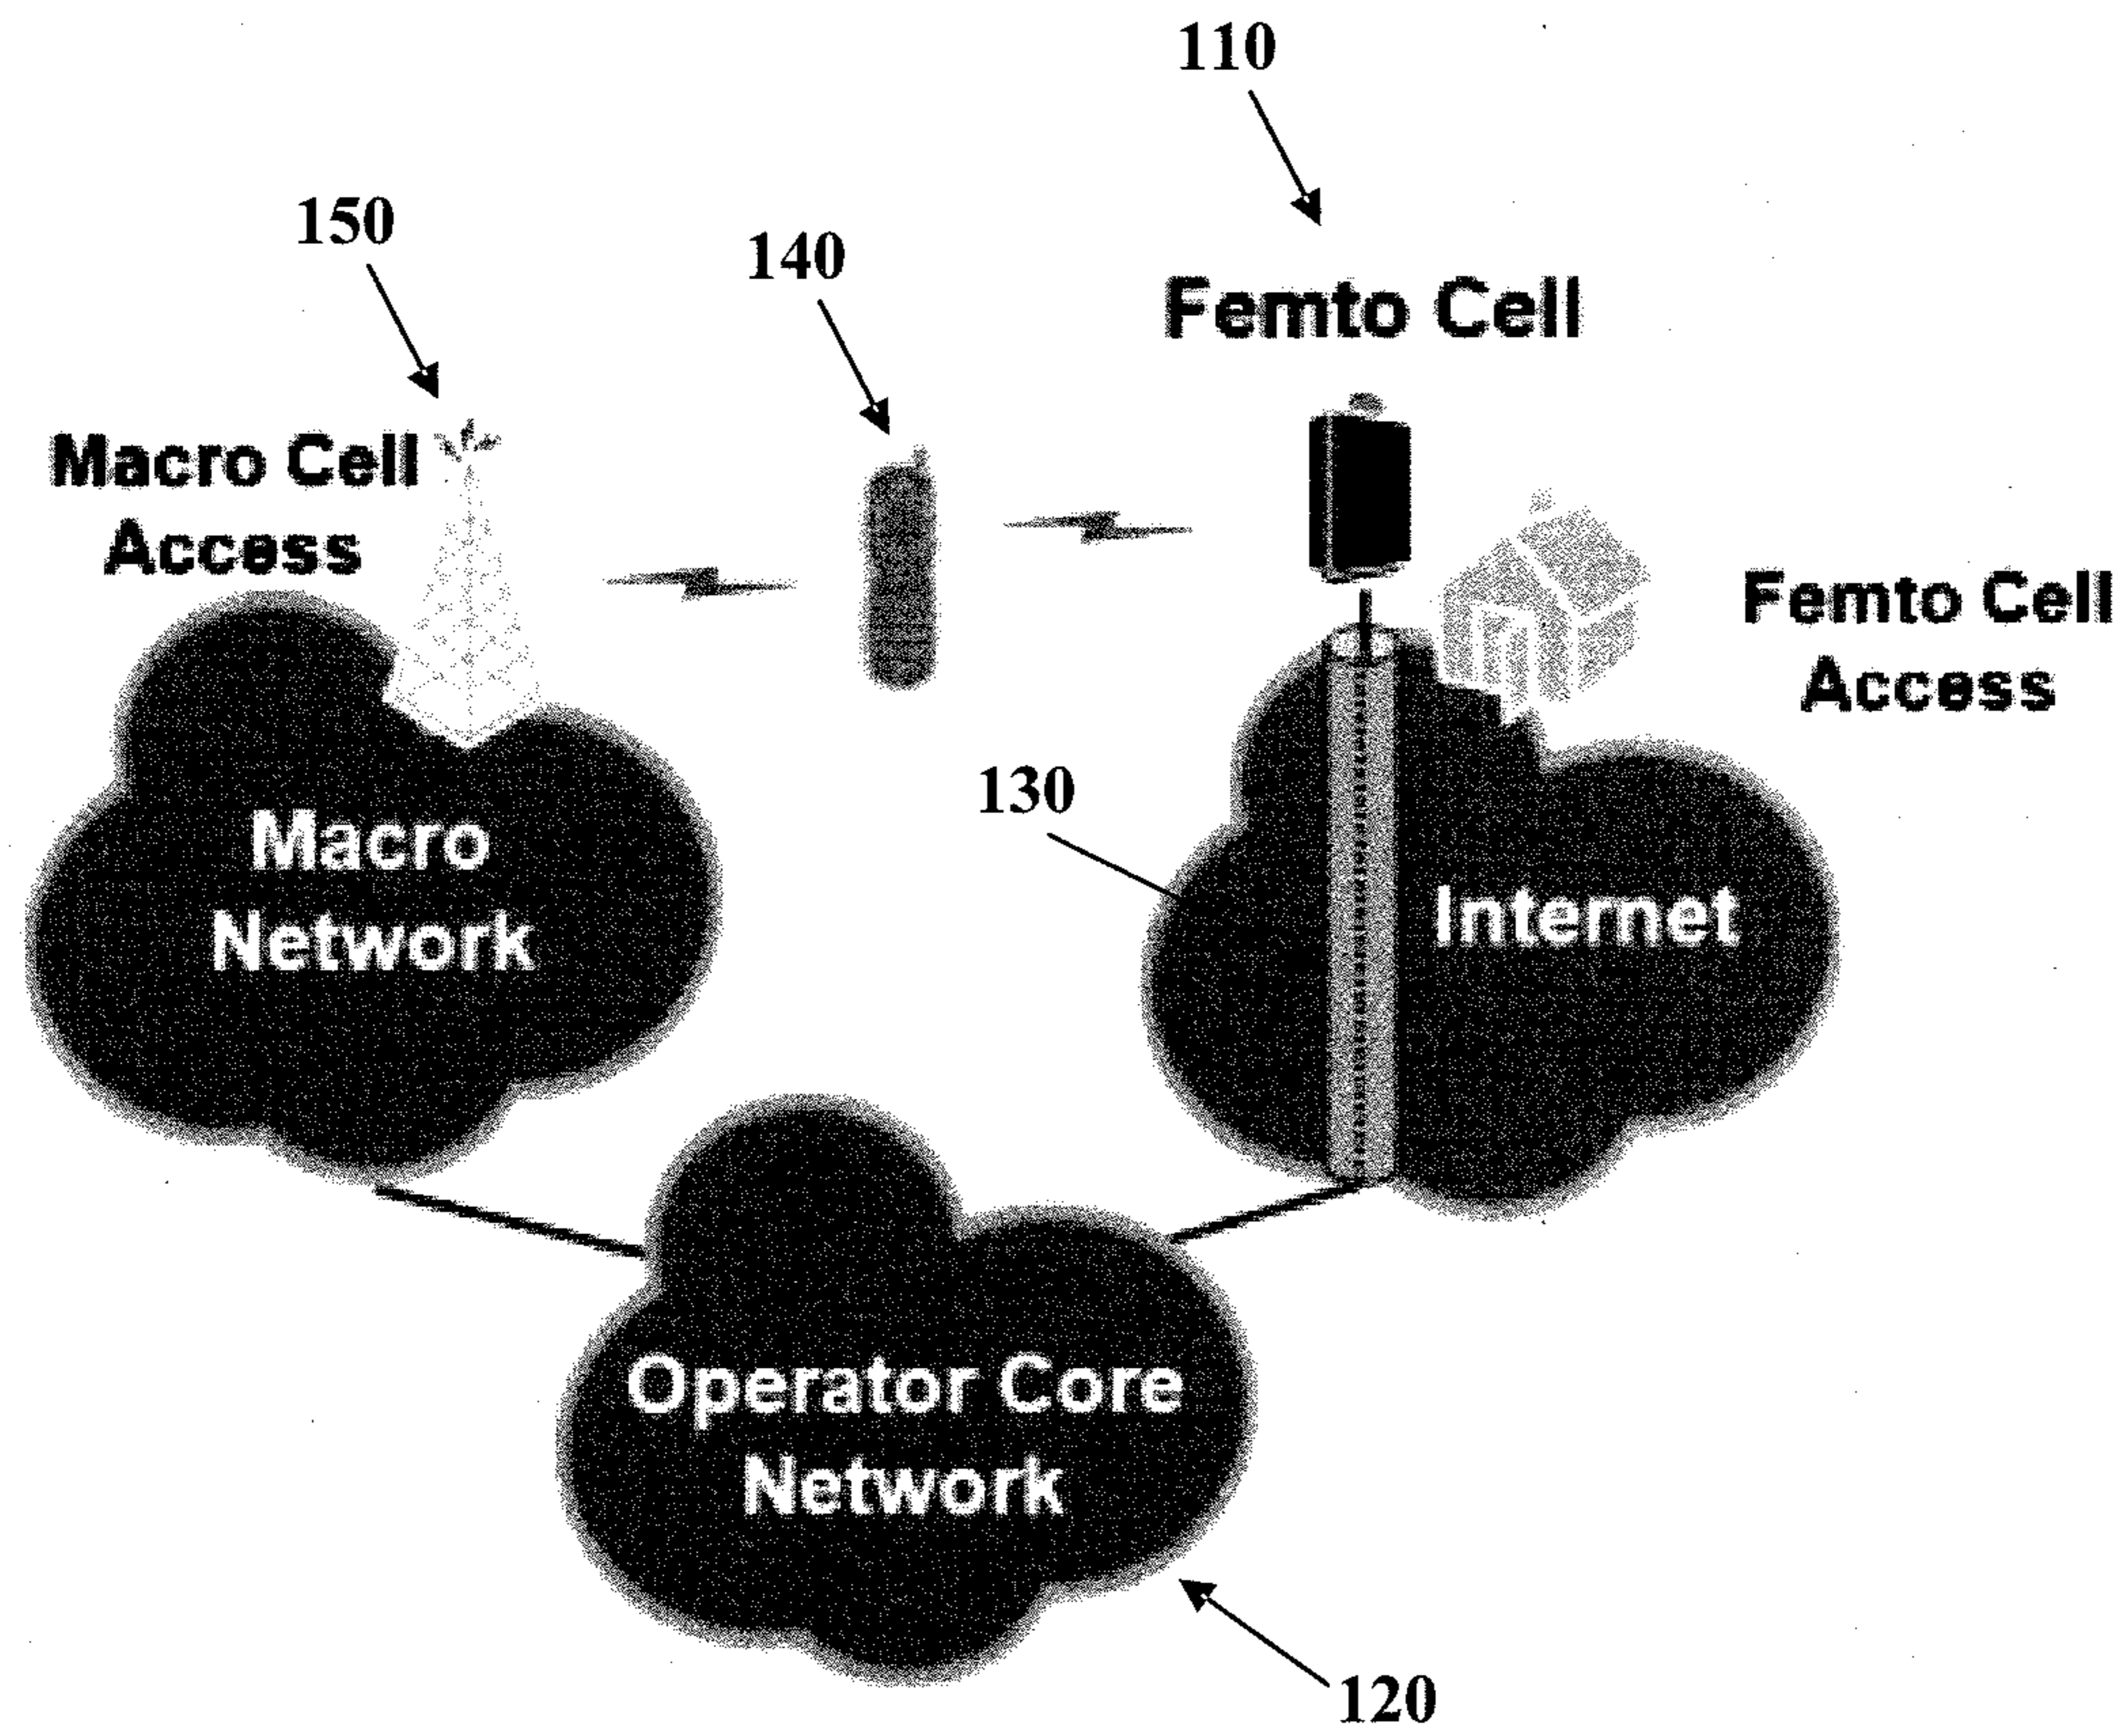 110
150
140
Femto Cell
Macro Cell
Access
Femto Cell
Access
130
Macro
Network
Internet
Operator Core
Network
120